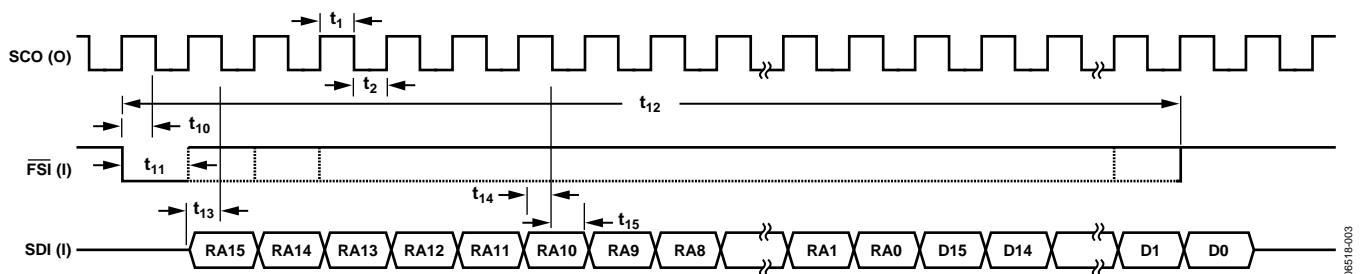 t1
SCO (O)
t2
t12
t10
FSI (I)
t11
t14
t13
t15
SDI (I) RA15 RA14 RA13 RA12 RA11 RA10 RA9 RA8 RA1 RA0 D15 D14 D1 D0
06518-003